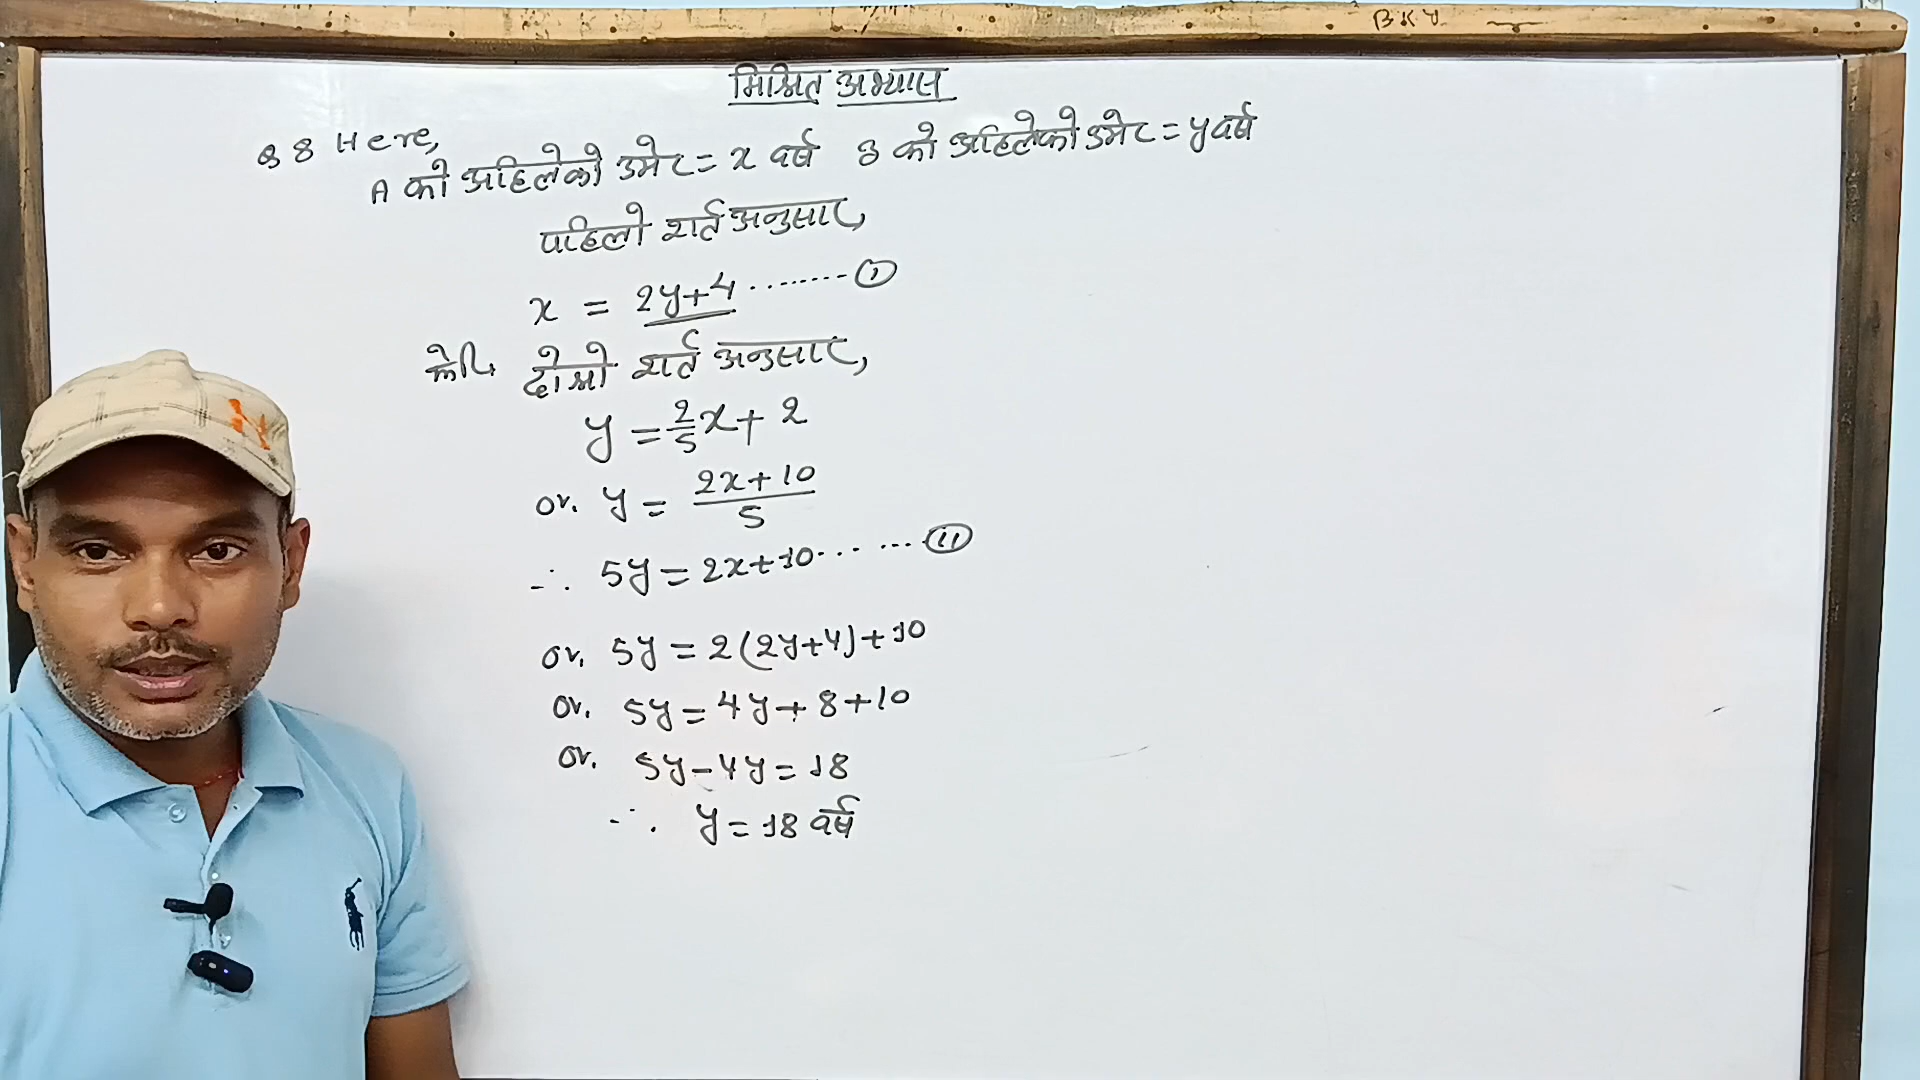 BKY
मिश्रित अभ्यास
Q 8 Here,
A को अहिलेको उमेर = x वर्ष B को अहिलेको उमेर = y वर्ष
पहिलो शर्त अनुसार,
x = 2y+4 ........ (i)
फेरि, दोश्रो शर्त अनुसार,
y = 2/5 x + 2
or, y = (2x+10)/5
∴ 5y = 2x+10 ...... (ii)
or, 5y = 2(2y+4)+10
or, 5y = 4y+8+10
or, 5y-4y = 18
∴ y = 18 वर्ष